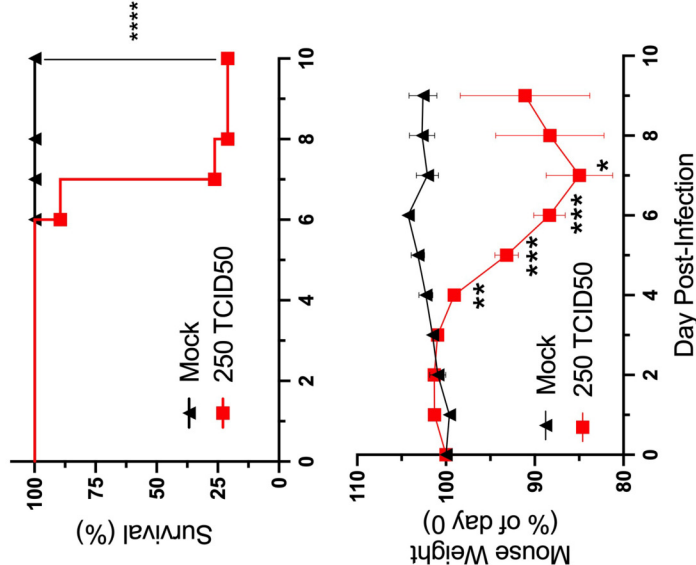 Survival (%)
100
75
50
25
0
0 2 4 6 8 10
Mock
250 TCID50
****
Mouse Weight
(% of day 0)
110
100
90
80
0 2 4 6 8 10
Day Post-Infection
Mock
250 TCID50
**
***
***
*